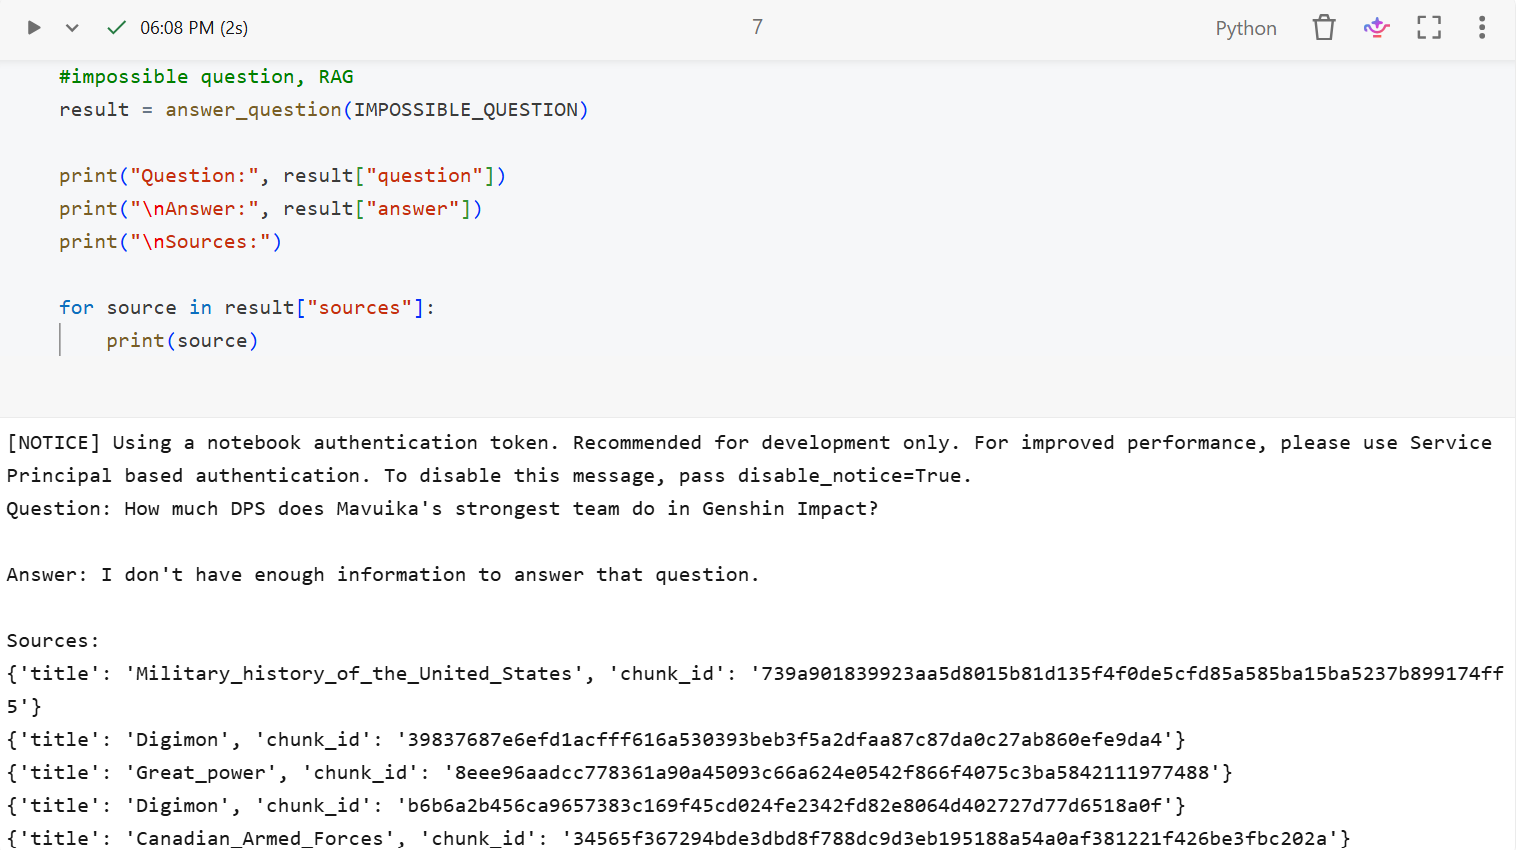 06:08 PM (2s)
7
Python
#impossible question, RAG
result = answer_question(IMPOSSIBLE_QUESTION)
print("Question:", result["question"])
print("\nAnswer:", result["answer"])
print("\nSources:")
for source in result["sources"]:
    print(source)
[NOTICE] Using a notebook authentication token. Recommended for development only. For improved performance, please use Service
Principal based authentication. To disable this message, pass disable_notice=True.
Question: How much DPS does Mavuika's strongest team do in Genshin Impact?
Answer: I don't have enough information to answer that question.
Sources:
{'title': 'Military_history_of_the_United_States', 'chunk_id': '739a901839923aa5d8015b81d135f4f0de5cfd85a585ba15ba5237b899174ff
5'}
{'title': 'Digimon', 'chunk_id': '39837687e6efd1acfff616a530393beb3f5a2dfaa87c87da0c27ab860efe9da4'}
{'title': 'Great_power', 'chunk_id': '8eee96aadcc778361a90a45093c66a624e0542f866f4075c3ba5842111977488'}
{'title': 'Digimon', 'chunk_id': 'b6b6a2b456ca9657383c169f45cd024fe2342fd82e8064d402727d77d6518a0f'}
{'title': 'Canadian_Armed_Forces', 'chunk_id': '34565f367294bde3dbd8f788dc9d3eb195188a54a0af381221f426be3fbc202a'}